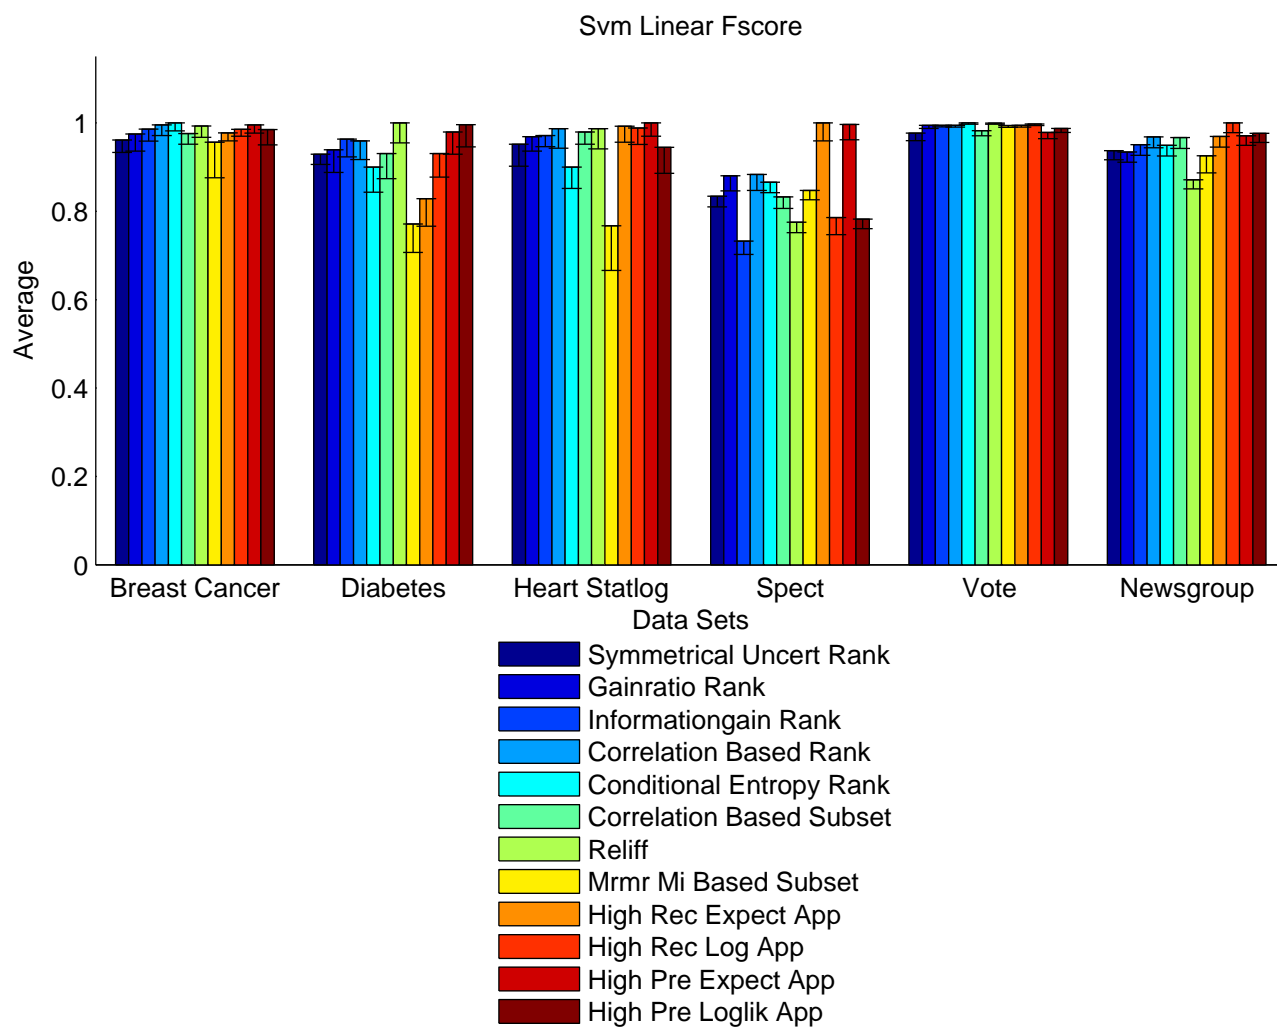 Svm Linear Fscore
1
0.8
0.6
0.4
0.2
0
Average
Breast Cancer Diabetes Heart Statlog Spect Vote Newsgroup
Data Sets
Symmetrical Uncert Rank
Gainratio Rank
Informationgain Rank
Correlation Based Rank
Conditional Entropy Rank
Correlation Based Subset
Reliff
Mrmr Mi Based Subset
High Rec Expect App
High Rec Log App
High Pre Expect App
High Pre Loglik App